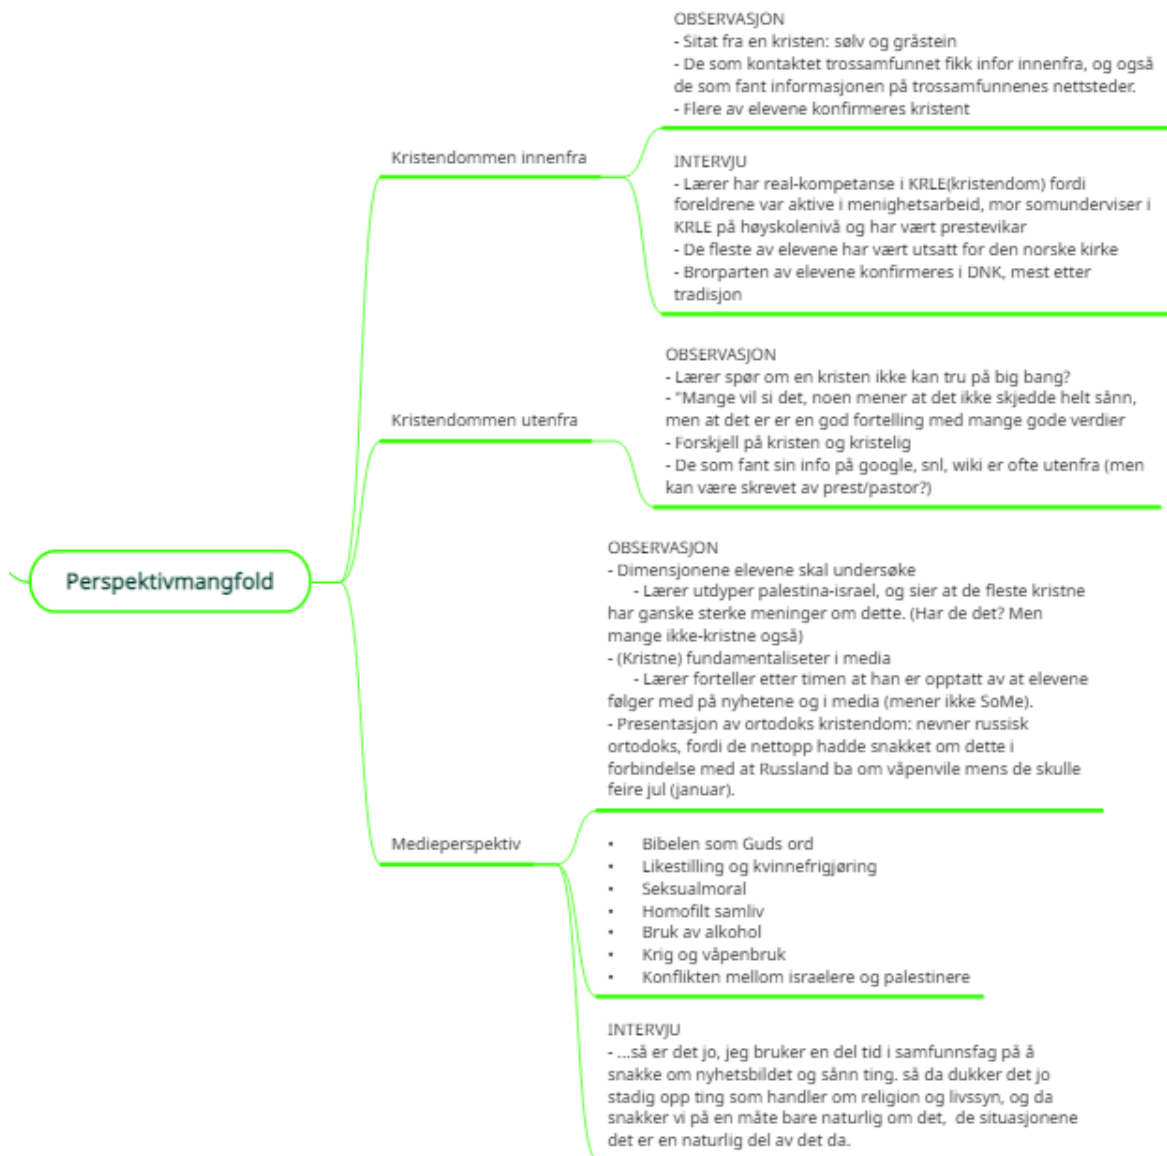 OBSERVASJON
- Sitat fra en kristen: sølv og gråstein
- De som kontaktet trossamfunnet fikk infor innenfra, og også
de som fant informasjonen på trossamfunnenes nettsteder.
- Flere av elevene konfirmeres kristent
Kristendommen innenfra
INTERVJU
- Lærer har real-kompetanse i KRLE(kristendom) fordi
foreldrene var aktive i menighetsarbeid, mor somunderviser i
KRLE på høyskolenivå og har vært prestevikar
- De fleste av elevene har vært utsatt for den norske kirke
- Brorparten av elevene konfirmeres i DNK, mest etter
tradisjon
Kristendommen utenfra
OBSERVASJON
- Lærer spør om en kristen ikke kan tru på big bang?
- "Mange vil si det, noen mener at det ikke skjedde helt sånn,
men at det er er en god fortelling med mange gode verdier
- Forskjell på kristen og kristelig
- De som fant sin info på google, snl, wiki er ofte utenfra (men
kan være skrevet av prest/pastor?)
Perspektivmangfold
Medieperspektiv
OBSERVASJON
- Dimensjonene elevene skal undersøke
- Lærer utdyper palestina-israel, og sier at de fleste kristne
har ganske sterke meninger om dette. (Har de det? Men
mange ikke-kristne også)
- (Kristne) fundamentaliseter i media
- Lærer forteller etter timen at han er opptatt av at elevene
følger med på nyhetene og i media (mener ikke SoMe).
- Presentasjon av ortodoks kristendom: nevner russisk
ortodoks, fordi de nettopp hadde snakket om dette i
forbindelse med at Russland ba om våpenvile mens de skulle
feire jul (januar).
• Bibelen som Guds ord
• Likestilling og kvinnefrigjøring
• Seksualmoral
• Homofilt samliv
• Bruk av alkohol
• Krig og våpenbruk
• Konflikten mellom israelere og palestinere
INTERVJU
- ...så er det jo, jeg bruker en del tid i samfunnsfag på å
snakke om nyhetsbildet og sånn ting. så da dukker det jo
stadig opp ting som handler om religion og livssyn, og da
snakker vi på en måte bare naturlig om det,  de situasjonene
det er en naturlig del av det da.